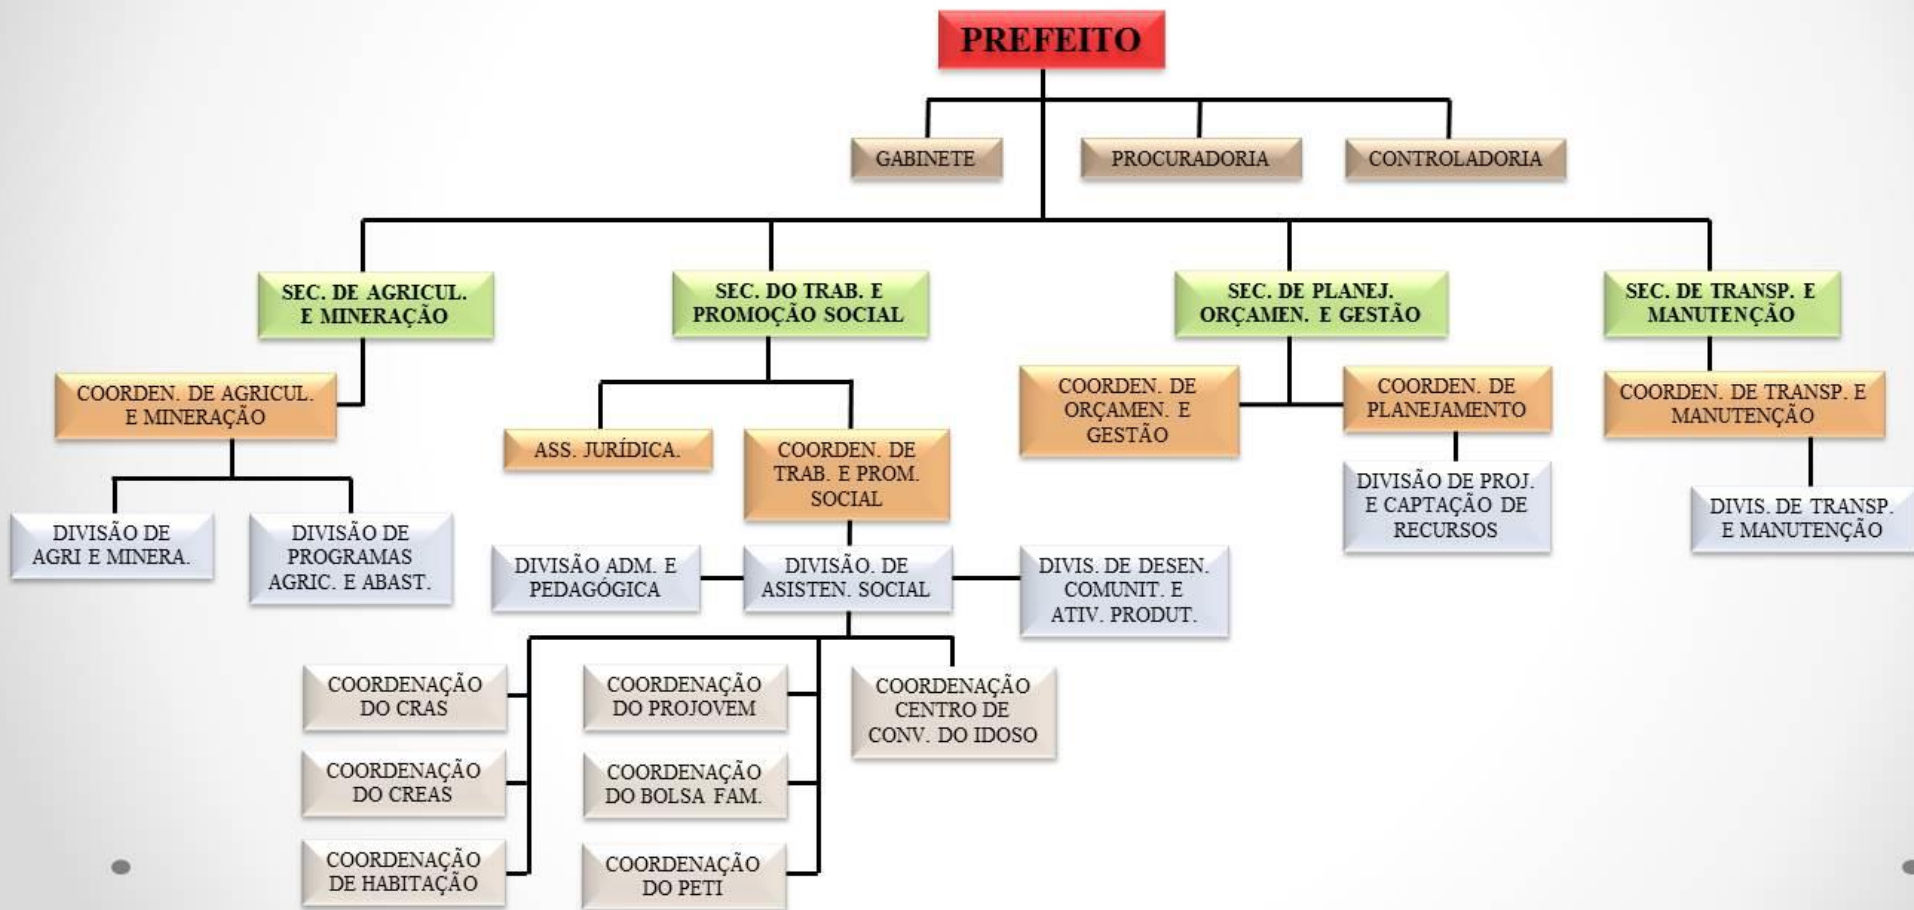 PREFEITO
GABINETE
PROCURADORIA
CONTROLADORIA
SEC. DE AGRICUL.
E MINERAÇÃO
SEC. DO TRAB. E
PROMOÇÃO SOCIAL
SEC. DE PLANEJ.
ORÇAMEN. E GESTÃO
SEC. DE TRANSP. E
MANUTENÇÃO
COORDEN. DE AGRICUL.
E MINERAÇÃO
ASS. JURÍDICA.
COORDEN. DE
TRAB. E PROM.
SOCIAL
COORDEN. DE
ORÇAMEN. E
GESTÃO
COORDEN. DE
PLANEJAMENTO
COORDEN. DE TRANSP. E
MANUTENÇÃO
DIVISÃO DE
AGRI E MINERA.
DIVISÃO DE
PROGRAMAS
AGRIC. E ABAST.
DIVISÃO ADM. E
PEDAGÓGICA
DIVISÃO. DE
ASISTEN. SOCIAL
DIVIS. DE DESEN.
COMUNIT. E
ATIV. PRODUT.
DIVISÃO DE PROJ.
E CAPTAÇÃO DE
RECURSOS
DIVIS. DE TRANSP.
E MANUTENÇÃO
COORDENAÇÃO
DO CRAS
COORDENAÇÃO
DO PROJOVEM
COORDENAÇÃO
CENTRO DE
CONV. DO IDOSO
COORDENAÇÃO
DO CREAS
COORDENAÇÃO
DO BOLSA FAM.
COORDENAÇÃO
DE HABITAÇÃO
COORDENAÇÃO
DO PETI